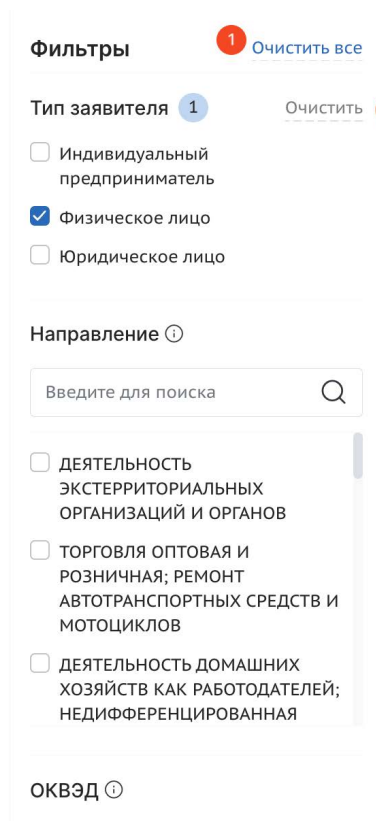 Фильтры
1
Очистить все
Тип заявителя 1
Очистить
Индивидуальный
предприниматель
Физическое лицо
Юридическое лицо
Направление
Введите для поиска
ДЕЯТЕЛЬНОСТЬ
ЭКСТЕРРИТОРИАЛЬНЫХ
ОРГАНИЗАЦИЙ И ОРГАНОВ
ТОРГОВЛЯ ОПТОВАЯ И
РОЗНИЧНАЯ; РЕМОНТ
АВТОТРАНСПОРТНЫХ СРЕДСТВ И
МОТОЦИКЛОВ
ДЕЯТЕЛЬНОСТЬ ДОМАШНИХ
ХОЗЯЙСТВ КАК РАБОТОДАТЕЛЕЙ;
НЕДИФФЕРЕНЦИРОВАННАЯ
ОКВЭД